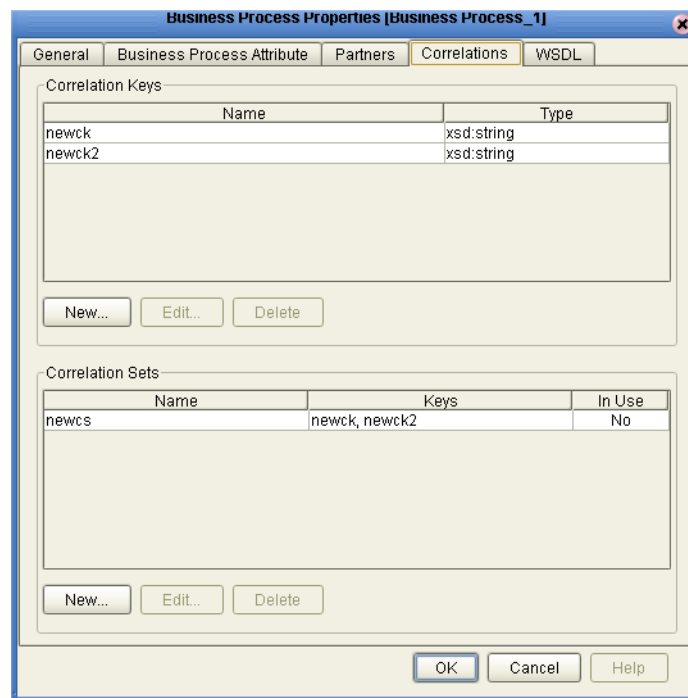 Business Process Properties [Business Process_1]
General Business Process Attribute Partners Correlations WSDL
Correlation Keys
Name Type
newck xsd:string
newck2 xsd:string
New... Edit... Delete
Correlation Sets
Name Keys In Use
newcs newck, newck2 No
New... Edit... Delete
OK Cancel Help